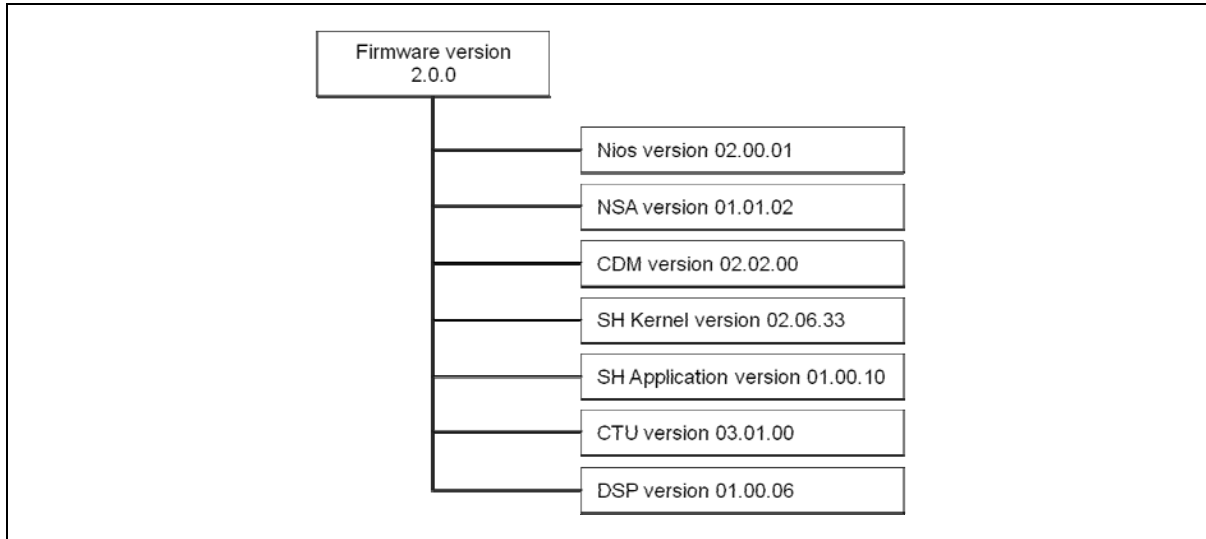 Firmware version
2.0.0
Nios version 02.00.01
NSA version 01.01.02
CDM version 02.02.00
SH Kernel version 02.06.33
SH Application version 01.00.10
CTU version 03.01.00
DSP version 01.00.06